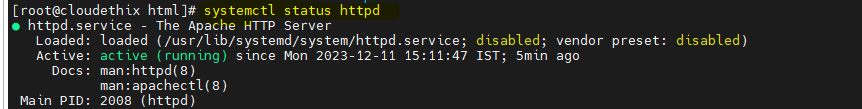 [root@cloudethix html]# systemctl status httpd
● httpd.service - The Apache HTTP Server
Loaded: loaded (/usr/lib/systemd/system/httpd.service; disabled; vendor preset: disabled)
Active: active (running) since Mon 2023-12-11 15:11:47 IST; 5min ago
Docs: man:httpd(8)
man:apachectl(8)
Main PID: 2008 (httpd)